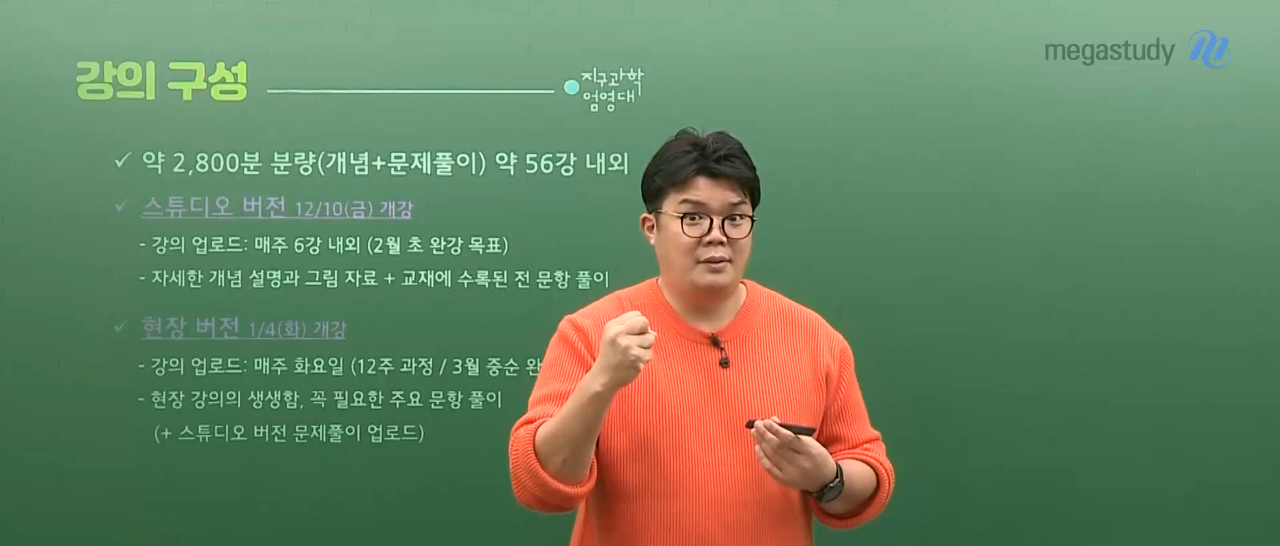 megastudy
강의 구성
지구과학
엄영대
✓ 약 2,800분 분량(개념+문제풀이) 약 56강 내외
✓ 스튜디오 버전 12/10(금) 개강
- 강의 업로드: 매주 6강 내외 (2월 초 완강 목표)
- 자세한 개념 설명과 그림 자료 + 교재에 수록된 전 문항 풀이
✓ 현장 버전 1/4(화) 개강
- 강의 업로드: 매주 화요일 (12주 과정 / 3월 중순 완
- 현장 강의의 생생함, 꼭 필요한 주요 문항 풀이
(+ 스튜디오 버전 문제풀이 업로드)